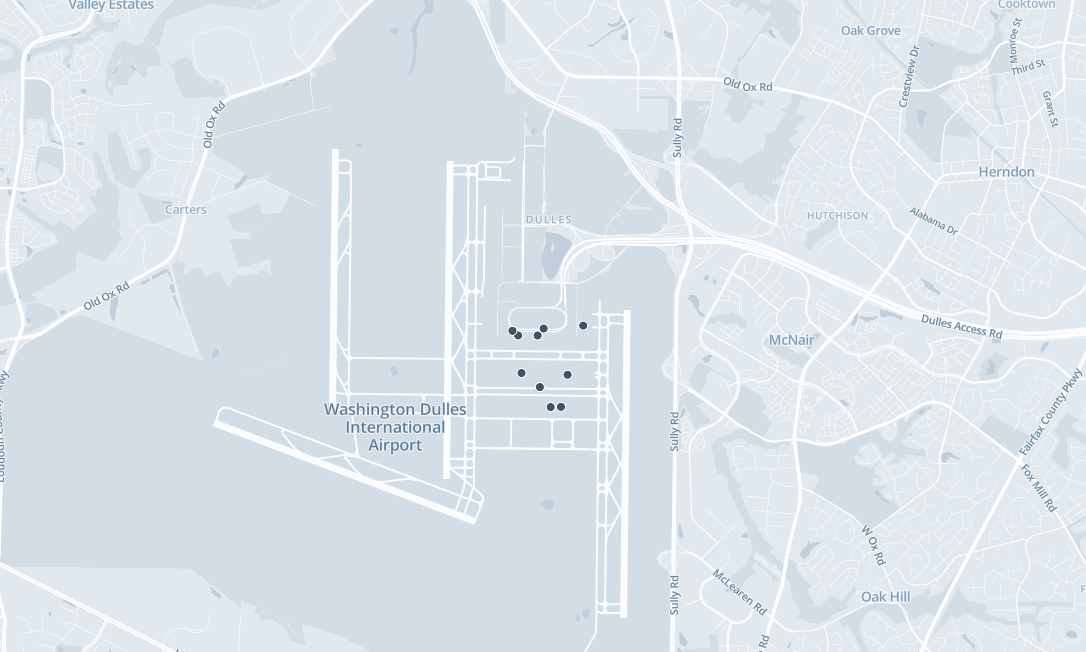 Valley Estates
Cooktown
Oak Grove
Monroe St
Crestview Dr
Third St
Old Ox Rd
Grant St
Old Ox Rd
Sully Rd
Herndon
Carters
DULLES
HUTCHISON
Alabama Dr
Old Ox Rd
Dulles Access Rd
McNair
Washington Dulles
International
Airport
Sully Rd
Fairfax County Pkwy
Fox Mill Rd
W Ox Rd
McLearen Rd
Sully Rd
Oak Hill